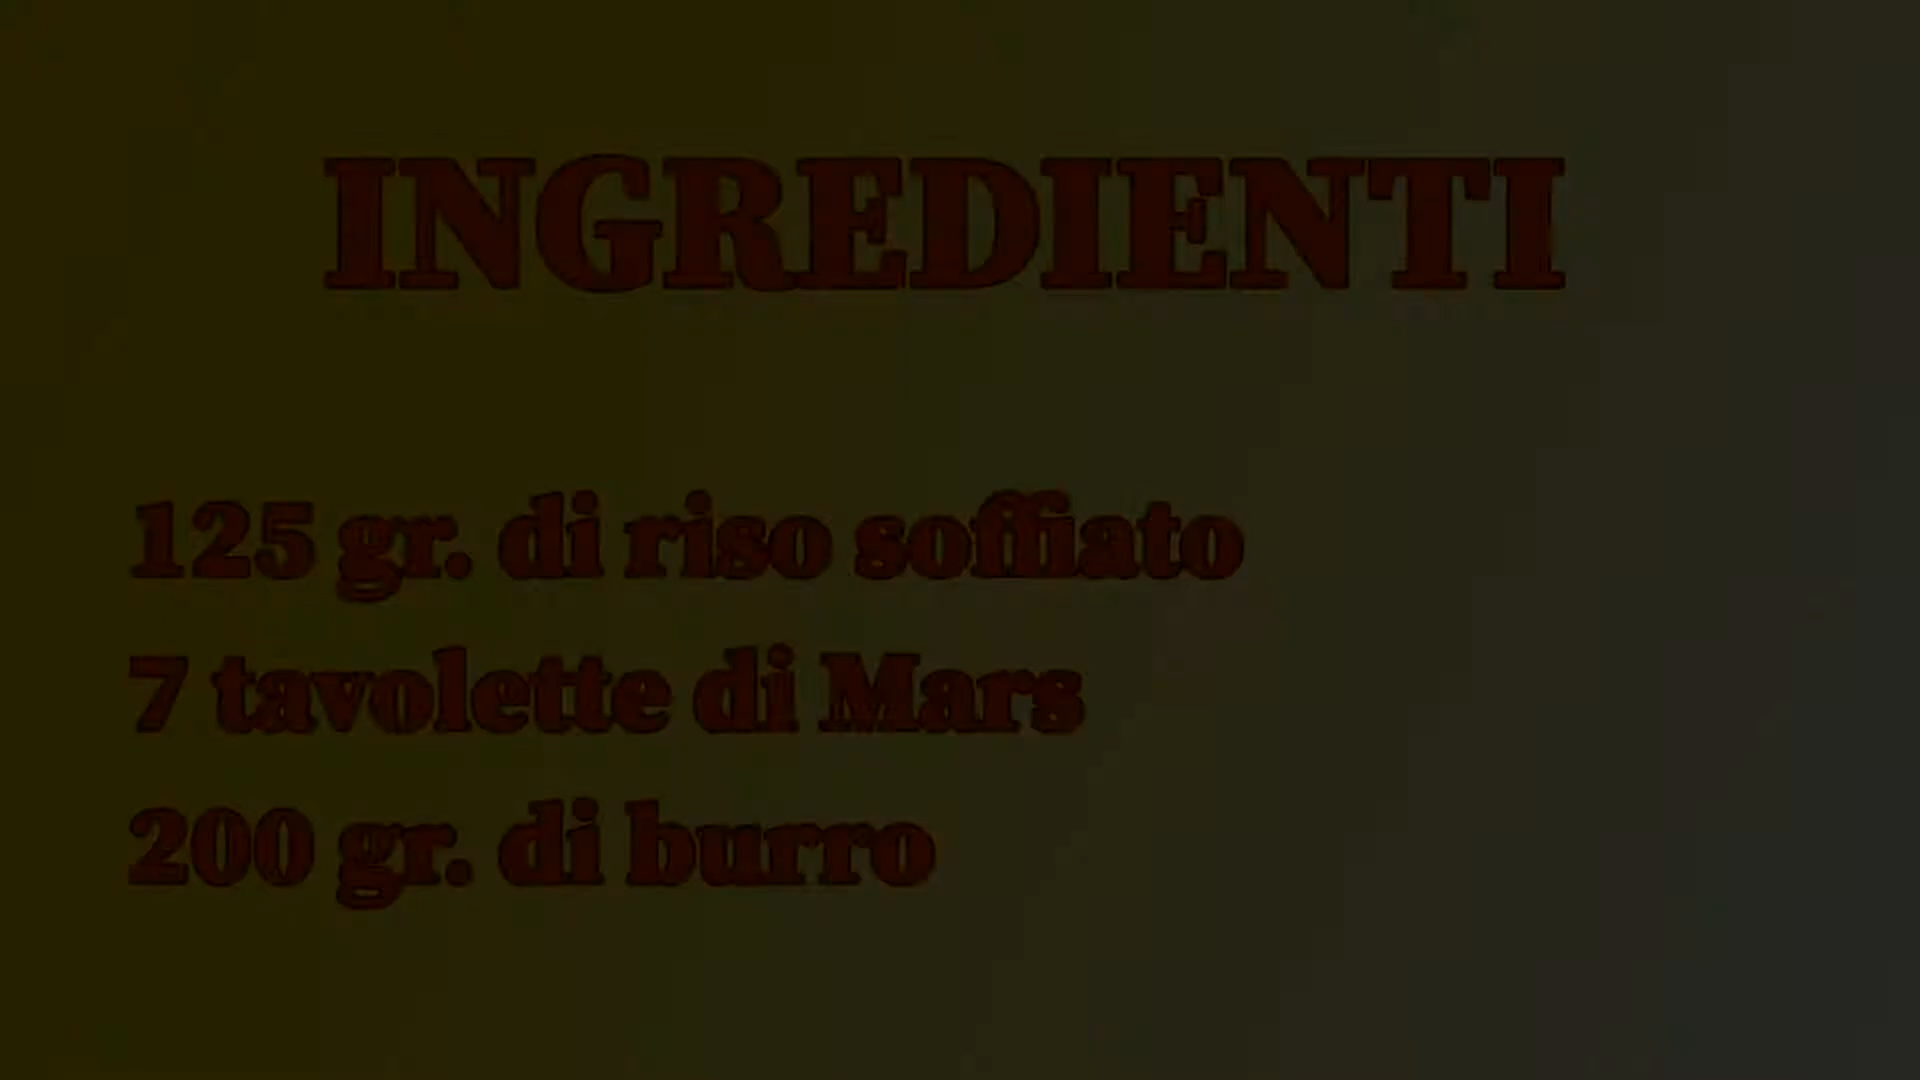 INGREDIENTI
125 gr. di riso soffiato
7 tavolette di Mars
200 gr. di burro